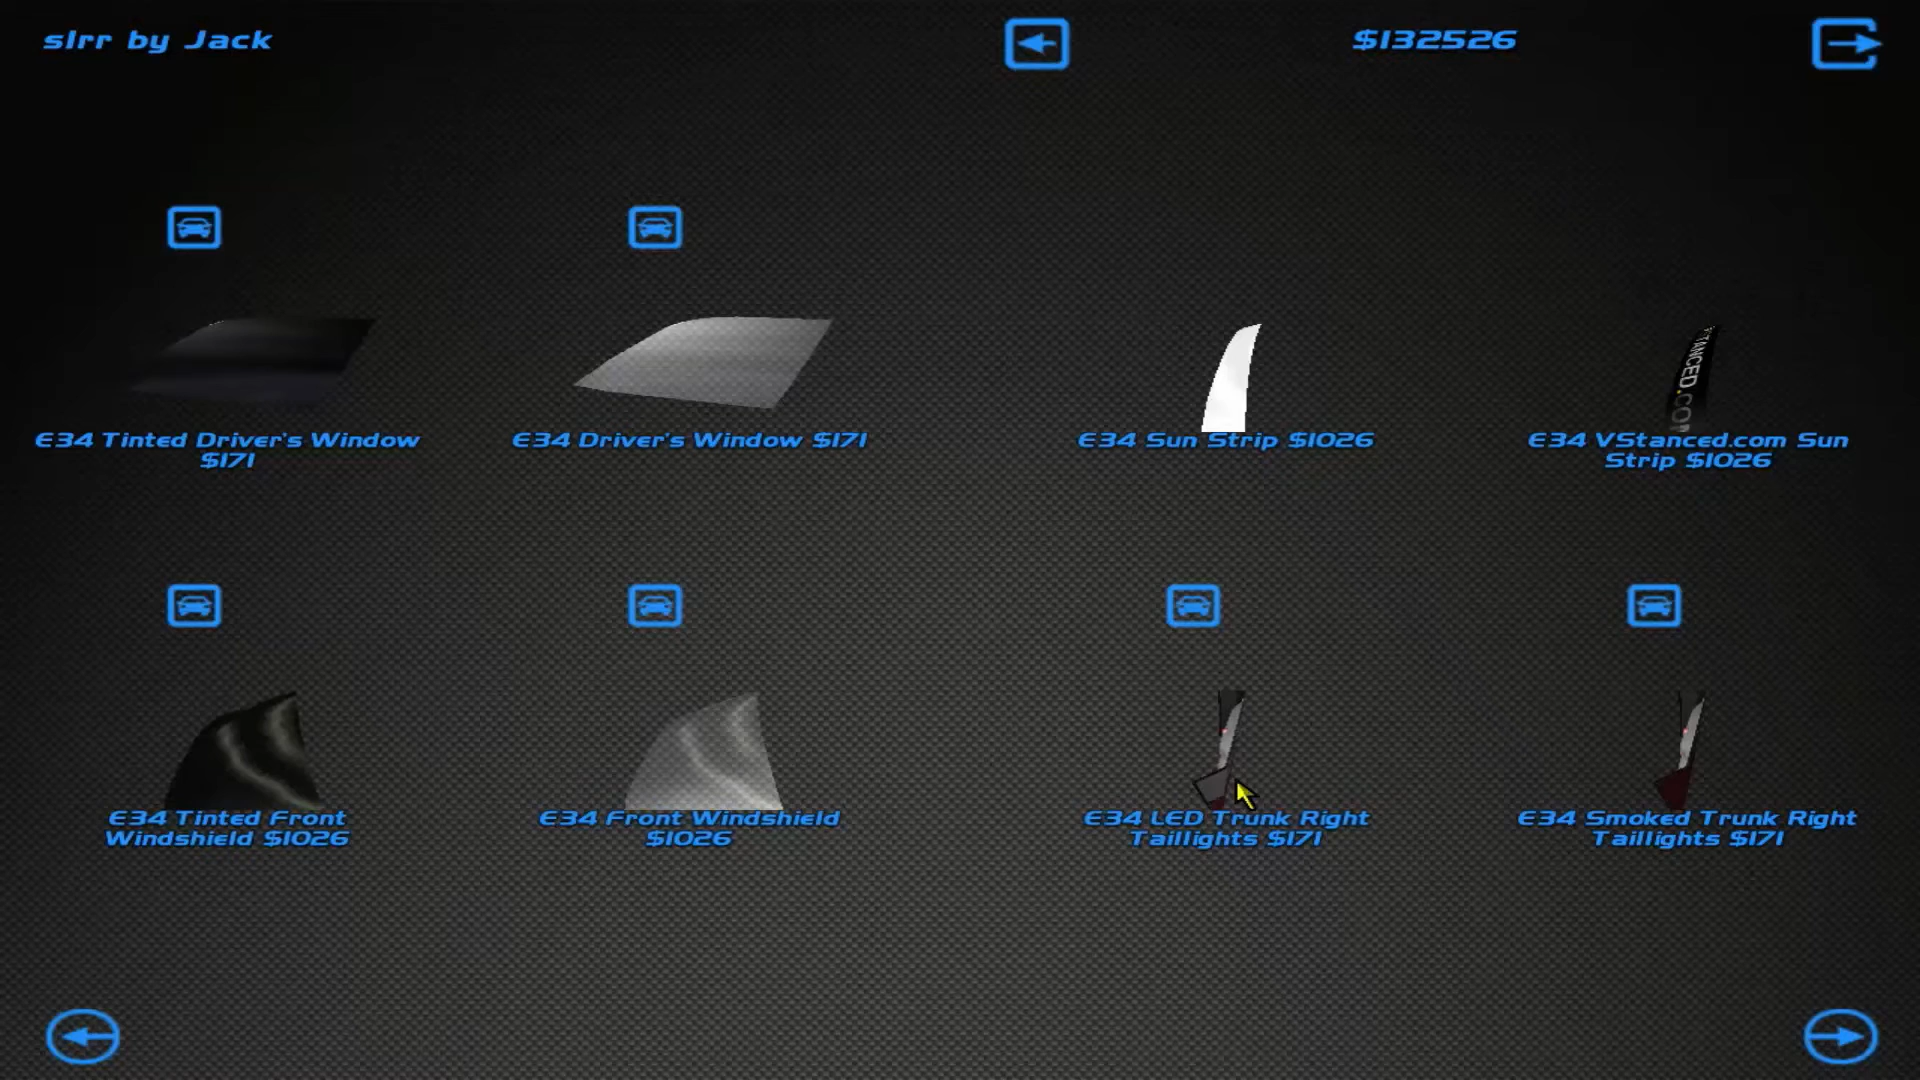 slrr by Jack
$132526
E34 Tinted Driver's Window
$171
E34 Driver's Window $171
E34 Sun Strip $1026
STANCED.COM
E34 VStanced.com Sun
Strip $1026
E34 Tinted Front
Windshield $1026
E34 Front Windshield
$1026
E34 LED Trunk Right
Taillights $171
E34 Smoked Trunk Right
Taillights $171